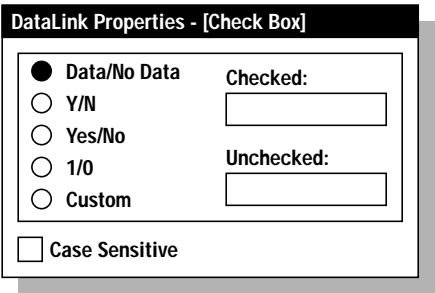 DataLink Properties - [Check Box]
Data/No Data
Y/N
Yes/No
1/0
Custom
Checked:
Unchecked:
Case Sensitive